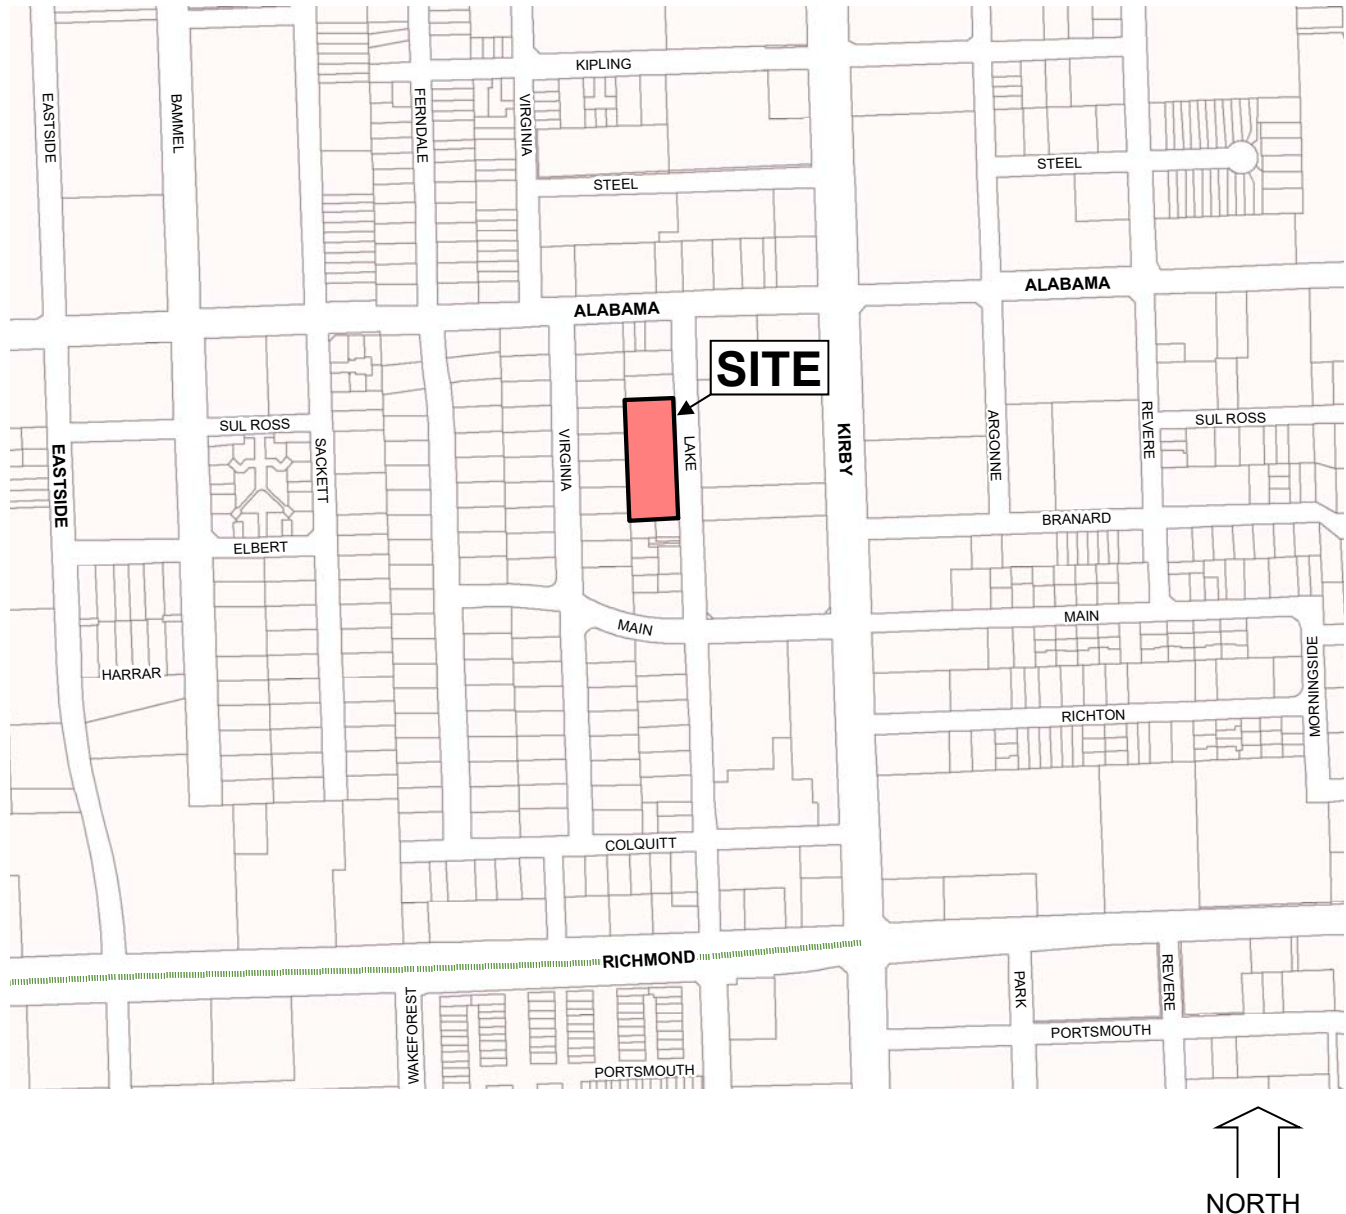 KIPLING
EASTSIDE
BAMMEL
FERNDALE
VIRGINIA
STEEL
STEEL
ALABAMA
ALABAMA
SITE
SUL ROSS
SACKETT
EASTSIDE
VIRGINIA
LAKE
KIRBY
ARGONNE
REVERE
SUL ROSS
BRANARD
ELBERT
MAIN
MAIN
HARRAR
MORNINGSIDE
RICHTON
COLQUITT
RICHMOND
WAKEFOREST
PARK
REVERE
PORTSMOUTH
PORTSMOUTH
NORTH